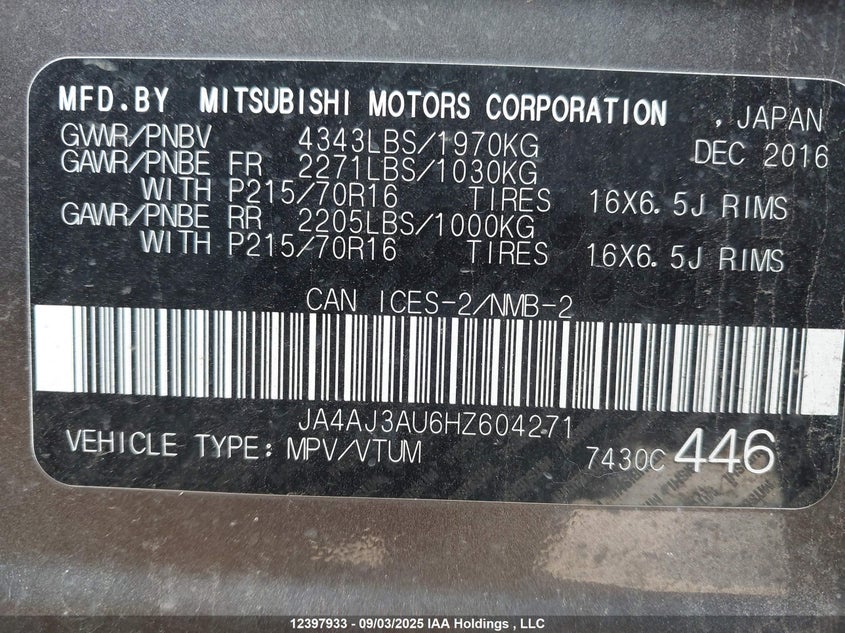 MFD.BY MITSUBISHI MOTORS CORPORATION , JAPAN
GVWR/PNBV 4343LBS/1970KG DEC 2016
GAWR/PNBE FR 2271LBS/1030KG
WITH P215/70R16 TIRES 16X6.5J RIMS
GAWR/PNBE RR 2205LBS/1000KG
WITH P215/70R16 TIRES 16X6.5J RIMS
CAN ICES-2/NMB-2
JA4AJ3AU6HZ604271
VEHICLE TYPE: MPV/VTUM 7430C 446
12397933 - 09/03/2025 IAA Holdings , LLC